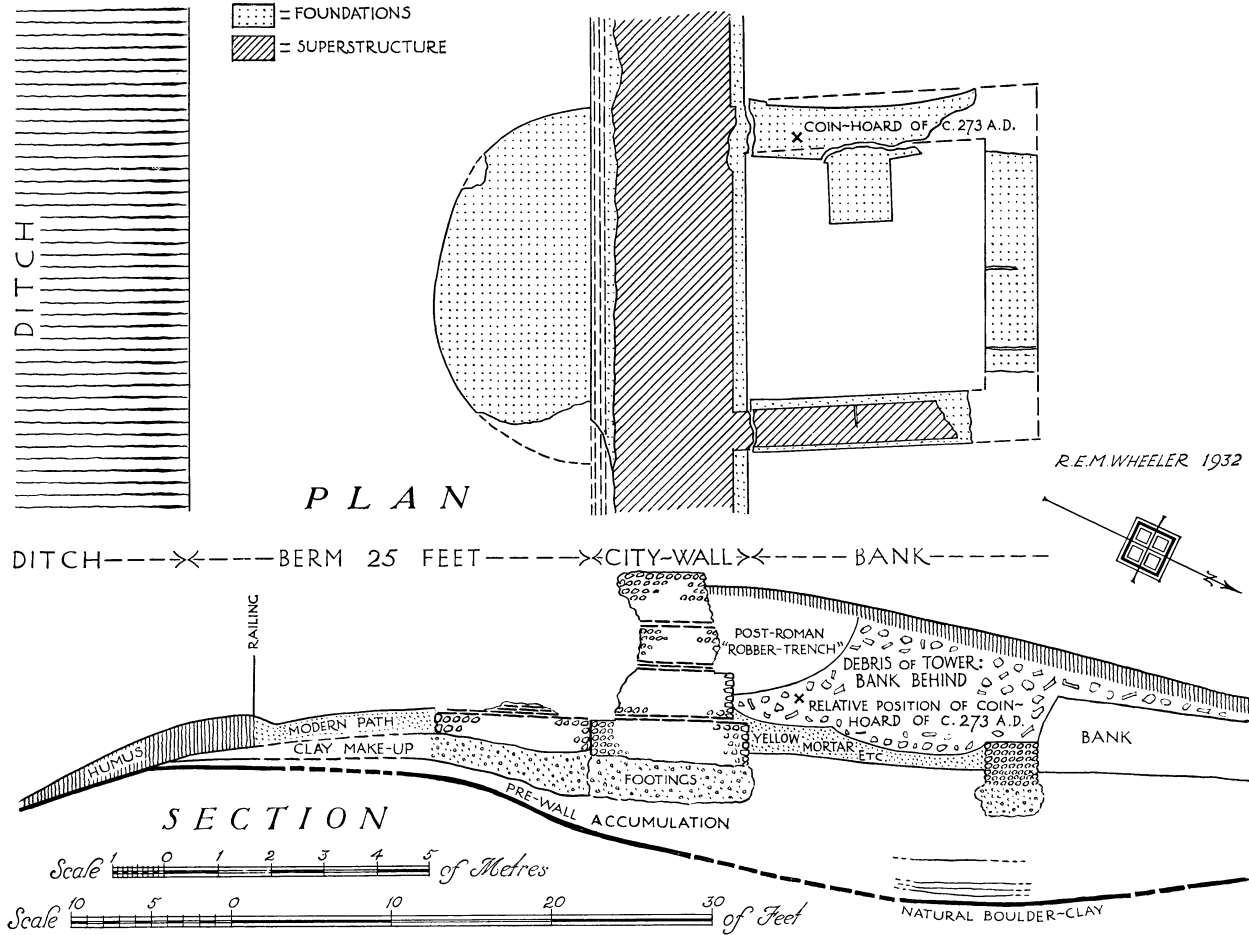 = FOUNDATIONS
= SUPERSTRUCTURE
COIN-HOARD OF C. 273 A.D.
DITCH
R.E.M. WHEELER 1932
PLAN
N
DITCH BERM 25 FEET CITY-WALL BANK
RAILING
POST-ROMAN
"ROBBER-TRENCH"
DEBRIS OF TOWER:
BANK BEHIND
RELATIVE POSITION OF COIN-
HOARD OF C. 273 A.D.
MODERN PATH
YELLOW MORTAR ETC.
BANK
CLAY MAKE-UP
HUMUS
FOOTINGS
PRE-WALL ACCUMULATION
SECTION
Scale 1 0 1 2 3 4 5 of Metres
Scale 10 5 0 10 20 30 of Feet
NATURAL BOULDER-CLAY